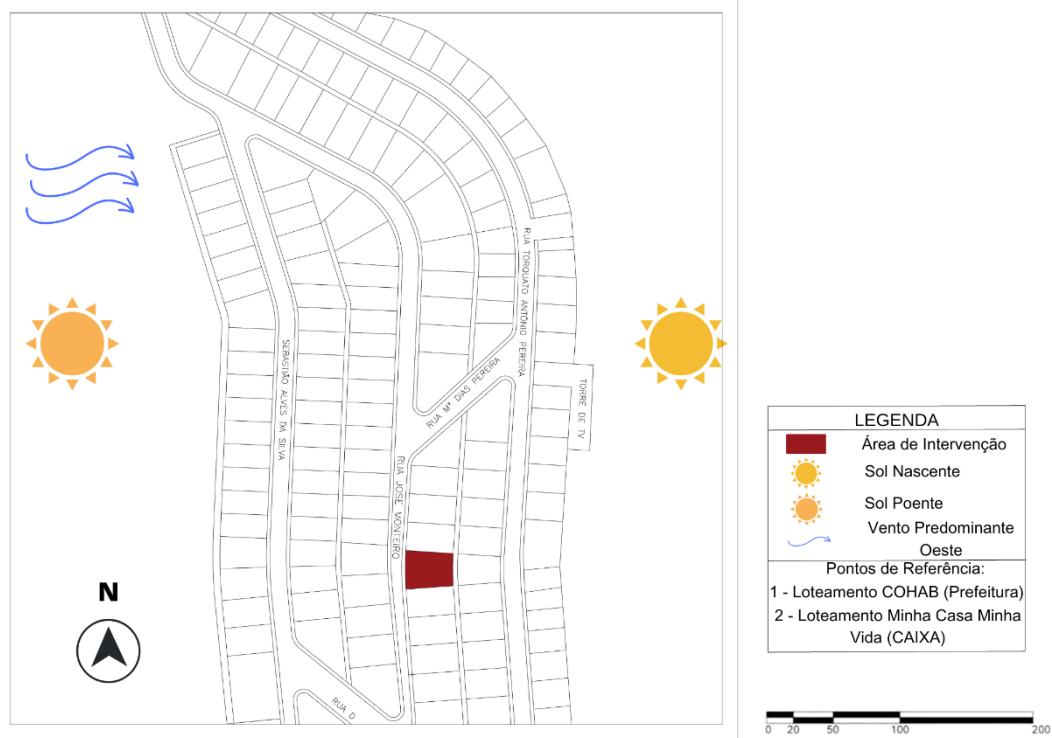 RUA TORQUATO ANTÔNIO PEREIRA
SEBASTIÃO ALVES DA SILVA
RUA Mª DIAS PEREIRA
TORRE DE TV
RUA JOSE MONTEIRO
N
RUA D
LEGENDA
Área de Intervenção
Sol Nascente
Sol Poente
Vento Predominante
Oeste
Pontos de Referência:
1 - Loteamento COHAB (Prefeitura)
2 - Loteamento Minha Casa Minha
Vida (CAIXA)
0 20 50 100 200